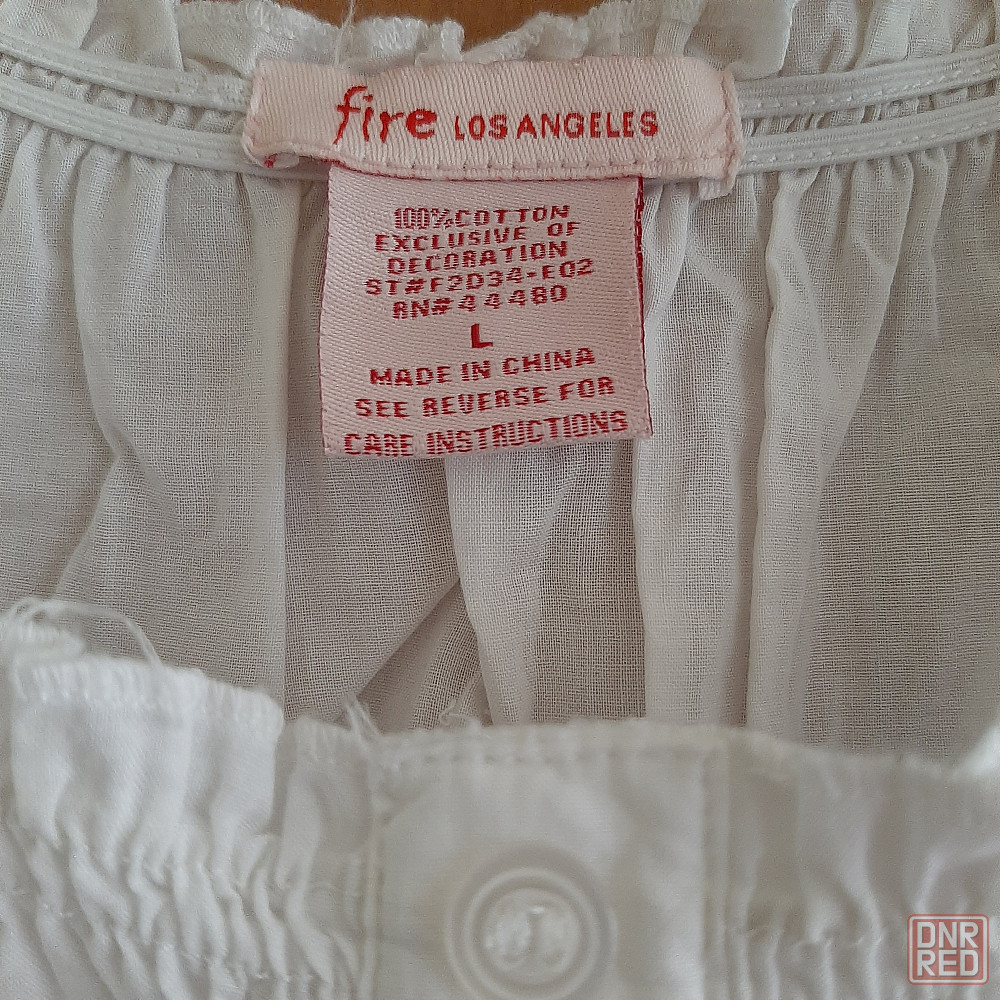 fire LOS ANGELES
100% COTTON
EXCLUSIVE OF
DECORATION
ST#F2D34-E02
RN#44480
L
MADE IN CHINA
SEE REVERSE FOR
CARE INSTRUCTIONS
DNR
RED